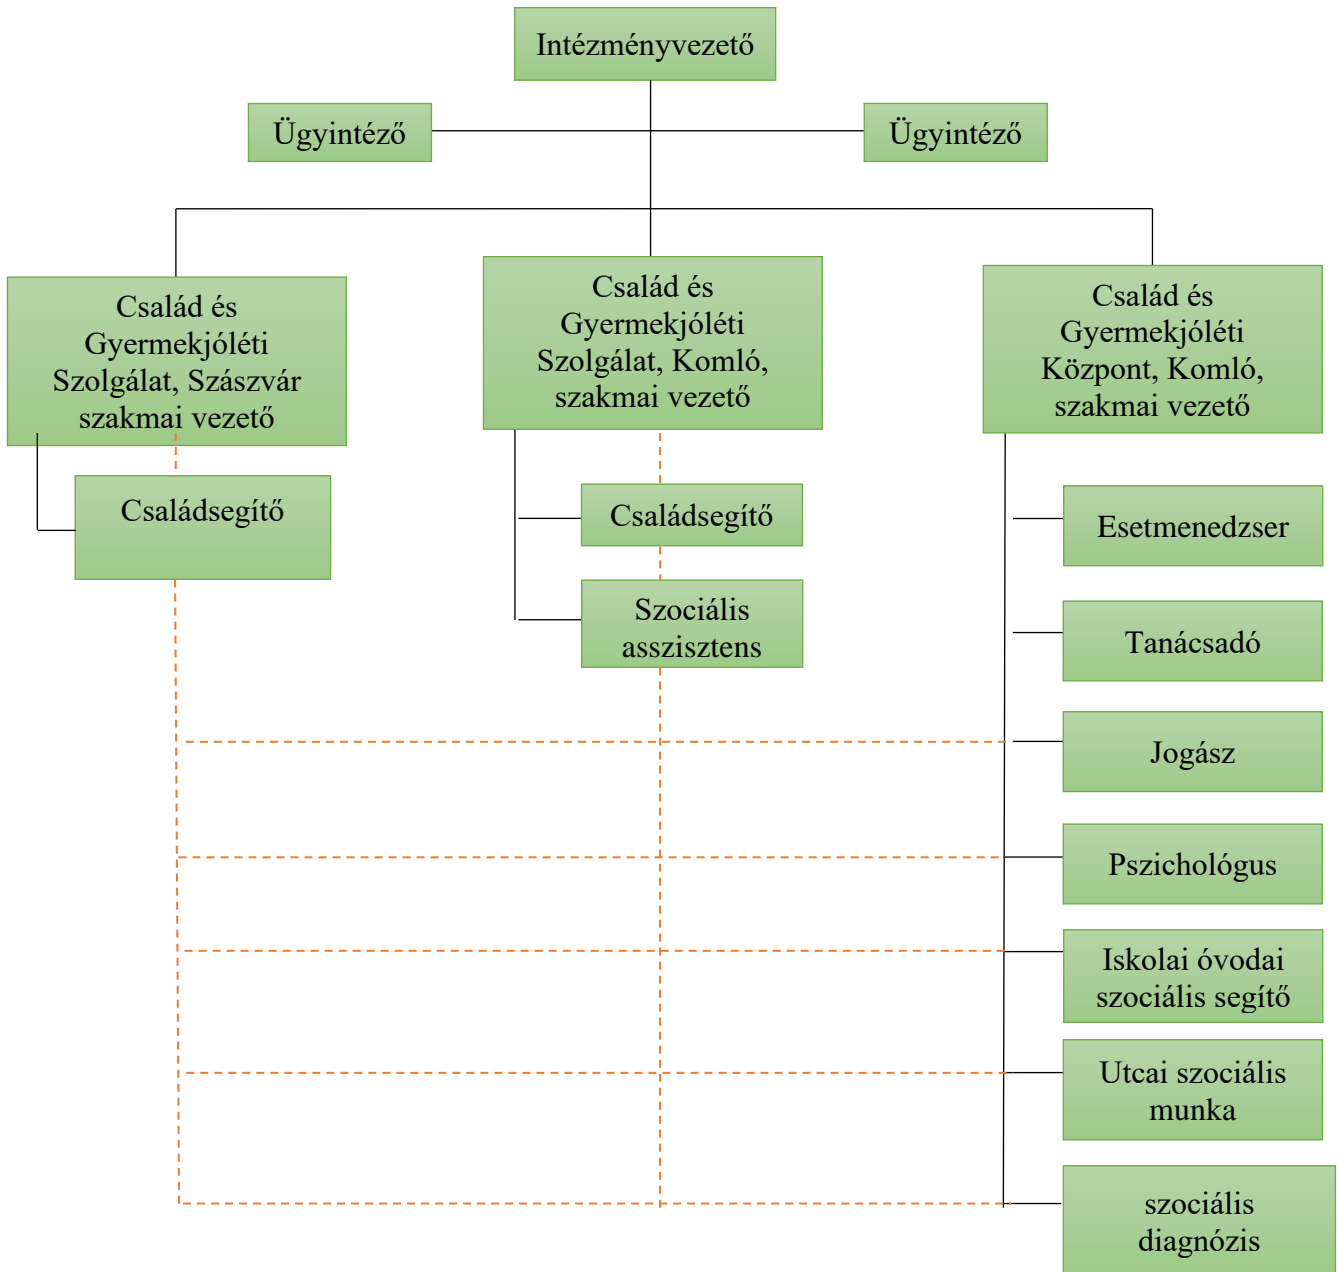 Intézményvezető
Ügyintéző
Ügyintéző
Család és
Gyermekjóléti
Szolgálat, Szászvár
szakmai vezető
Család és
Gyermekjóléti
Szolgálat, Komló,
szakmai vezető
Család és
Gyermekjóléti
Központ, Komló,
szakmai vezető
Családsegítő
Családsegítő
Szociális
asszisztens
Esetmenedzser
Tanácsadó
Jogász
Pszichológus
Iskolai óvodai
szociális segítő
Utcai szociális
munka
szociális
diagnózis